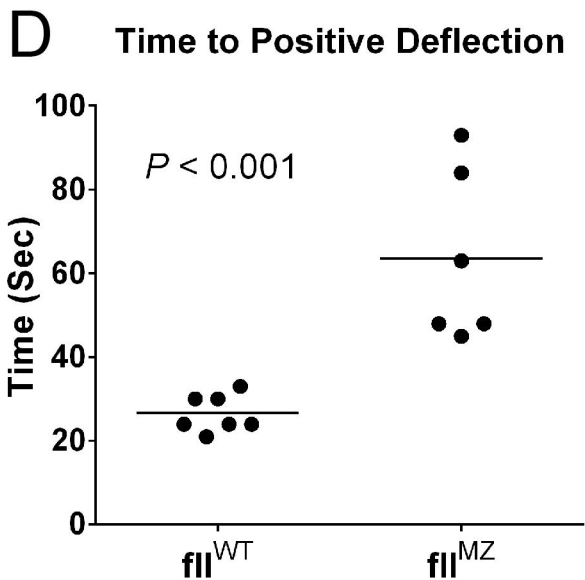 D
Time to Positive Deflection
100
P < 0.001
80
60
40
20
0
Time (Sec)
fII^WT
fII^MZ